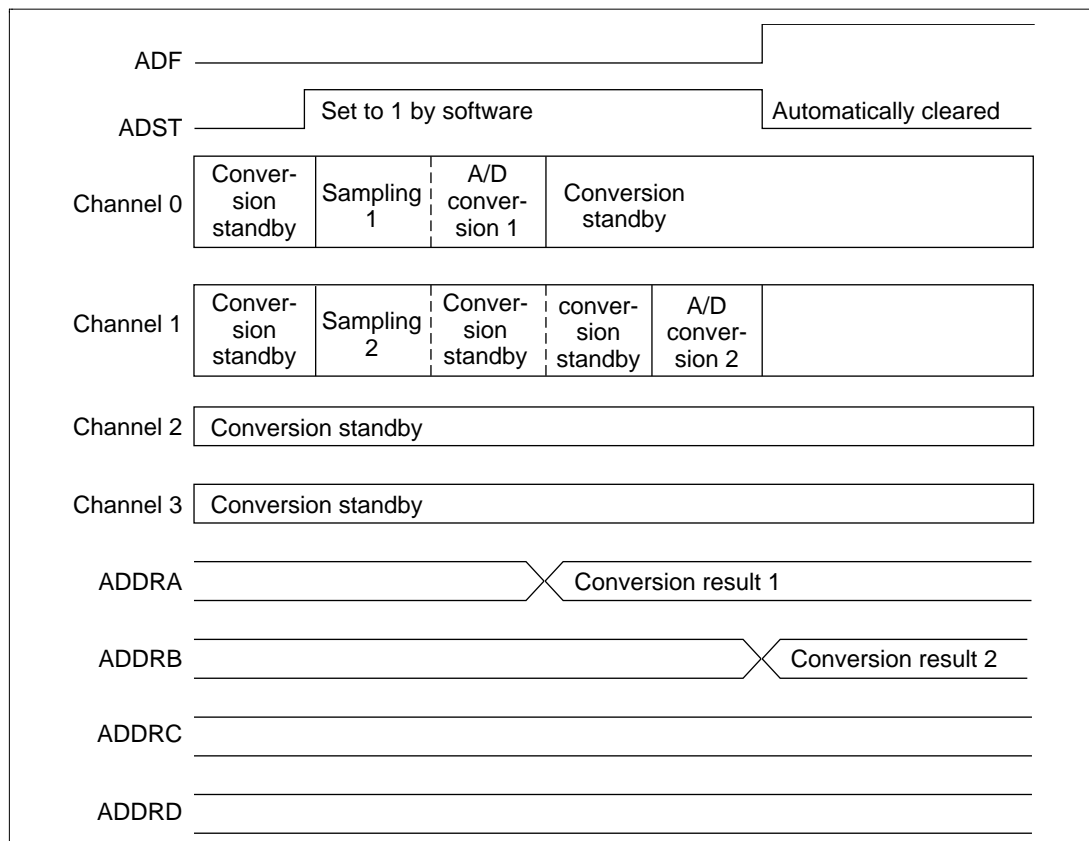 ADF
ADST
Set to 1 by software
Automatically cleared
Channel 0
Conver-
sion
standby
Sampling
1
A/D
conver-
sion 1
Conversion
standby
Channel 1
Conver-
sion
standby
Sampling
2
Conver-
sion
standby
conver-
sion
standby
A/D
conver-
sion 2
Channel 2
Conversion standby
Channel 3
Conversion standby
ADDRA
Conversion result 1
ADDRB
Conversion result 2
ADDRC
ADDRD